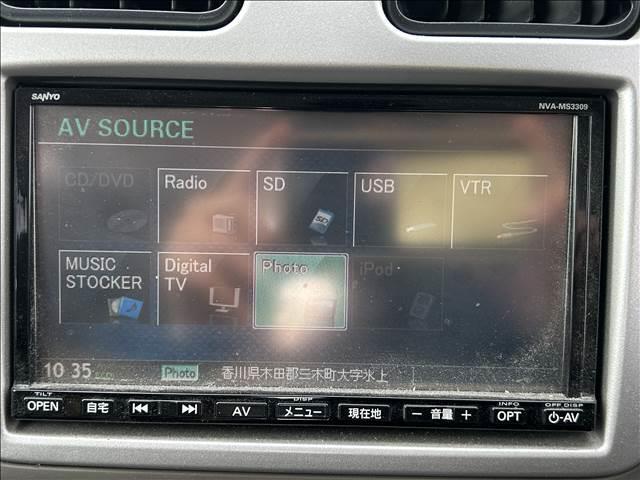 SANYO
NVA-MS3309
AV SOURCE
CD/DVD
Radio
SD
USB
VTR
MUSIC
STOCKER
Digital
TV
Photo
iPod
10 35
Photo
香川県木田郡三木町大字氷上
TILT
OPEN
自宅
AV
DISP
メニュー
現在地
− 音量 +
INFO
OPT
OFF DISP
AV